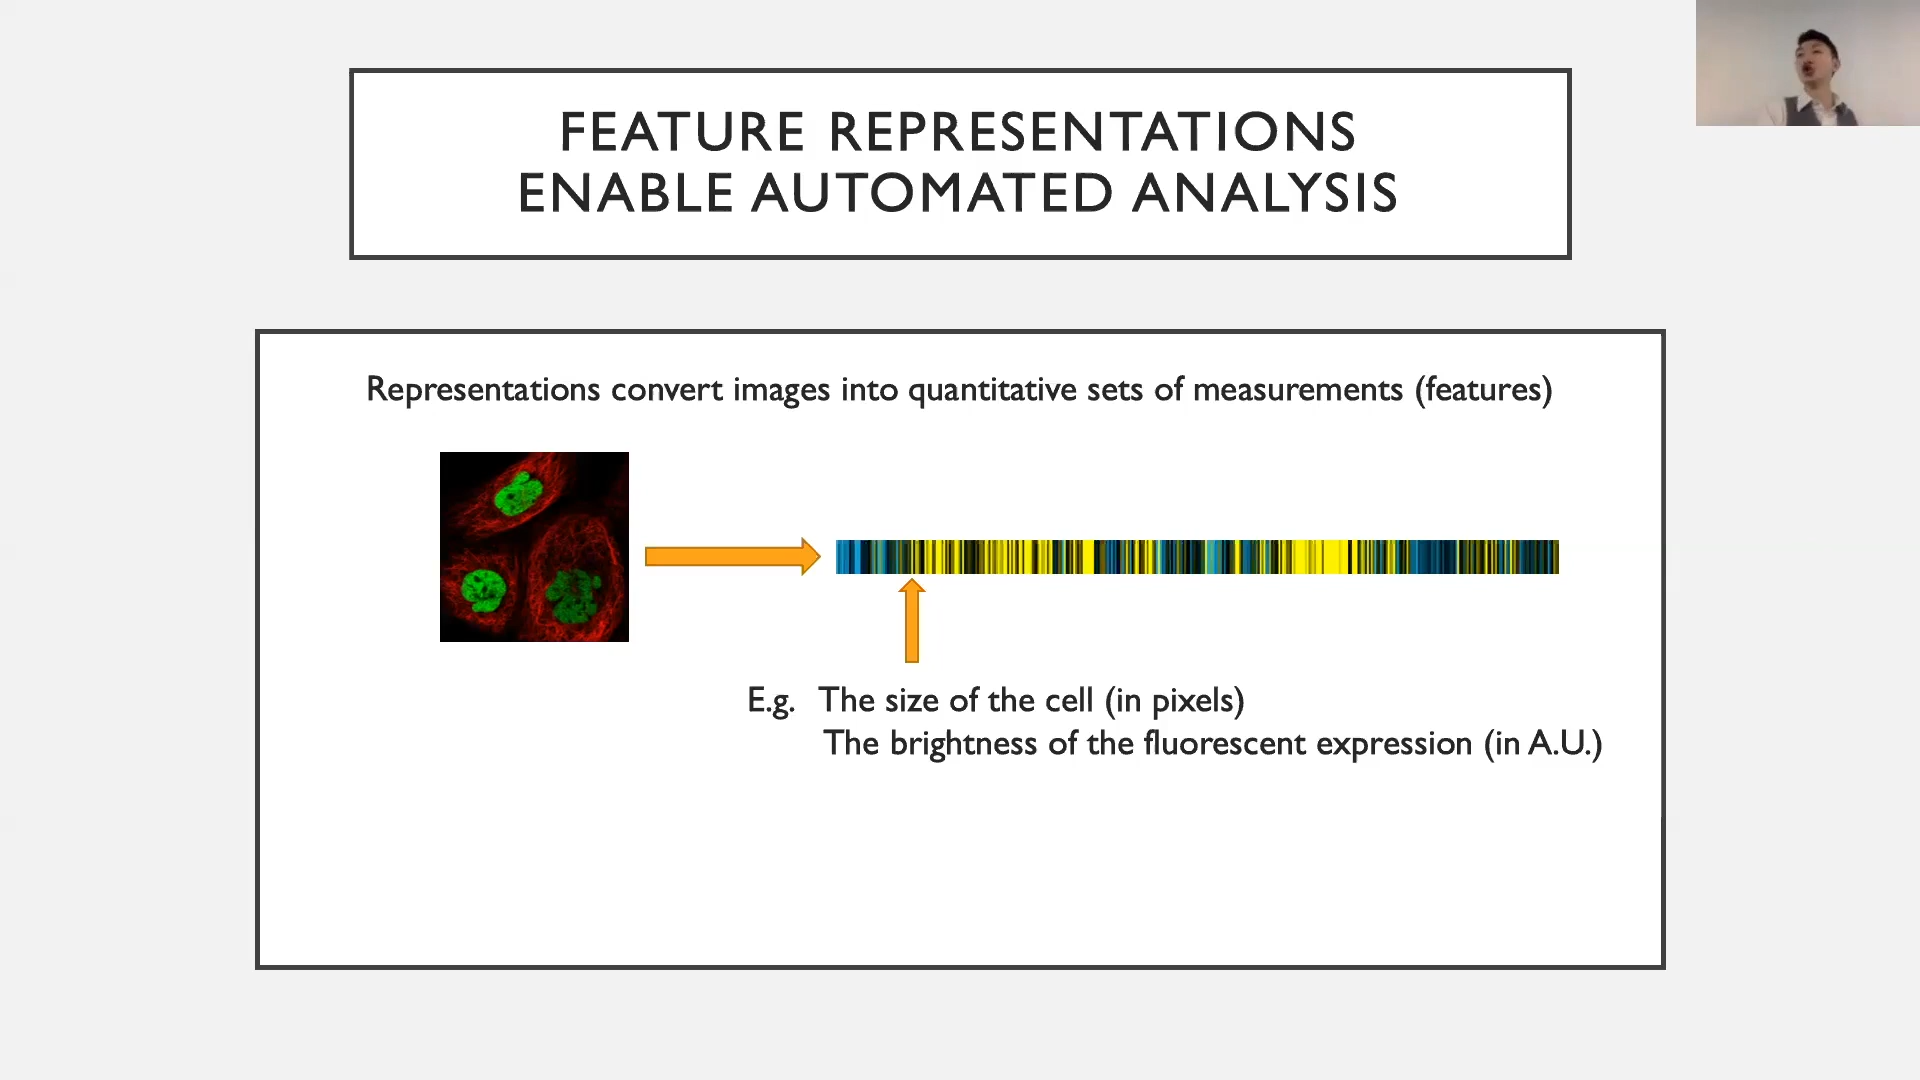 FEATURE REPRESENTATIONS
ENABLE AUTOMATED ANALYSIS
Representations convert images into quantitative sets of measurements (features)
E.g. The size of the cell (in pixels)
The brightness of the fluorescent expression (in A.U.)